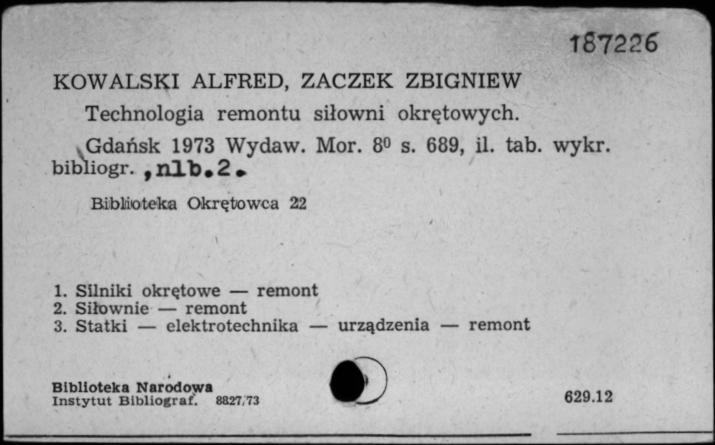 187226
KOWALSKI ALFRED, ZACZEK ZBIGNIEW
Technologia remontu siłowni okrętowych.
Gdańsk 1973 Wydaw. Mor. 8⁰ s. 689, il. tab. wykr.
bibliogr. , nlb.2.
Biblioteka Okrętowca 22
1. Silniki okrętowe — remont
2. Siłownie — remont
3. Statki — elektrotechnika — urządzenia — remont
Biblioteka Narodowa
Instytut Bibliograf. 8827/73
629.12